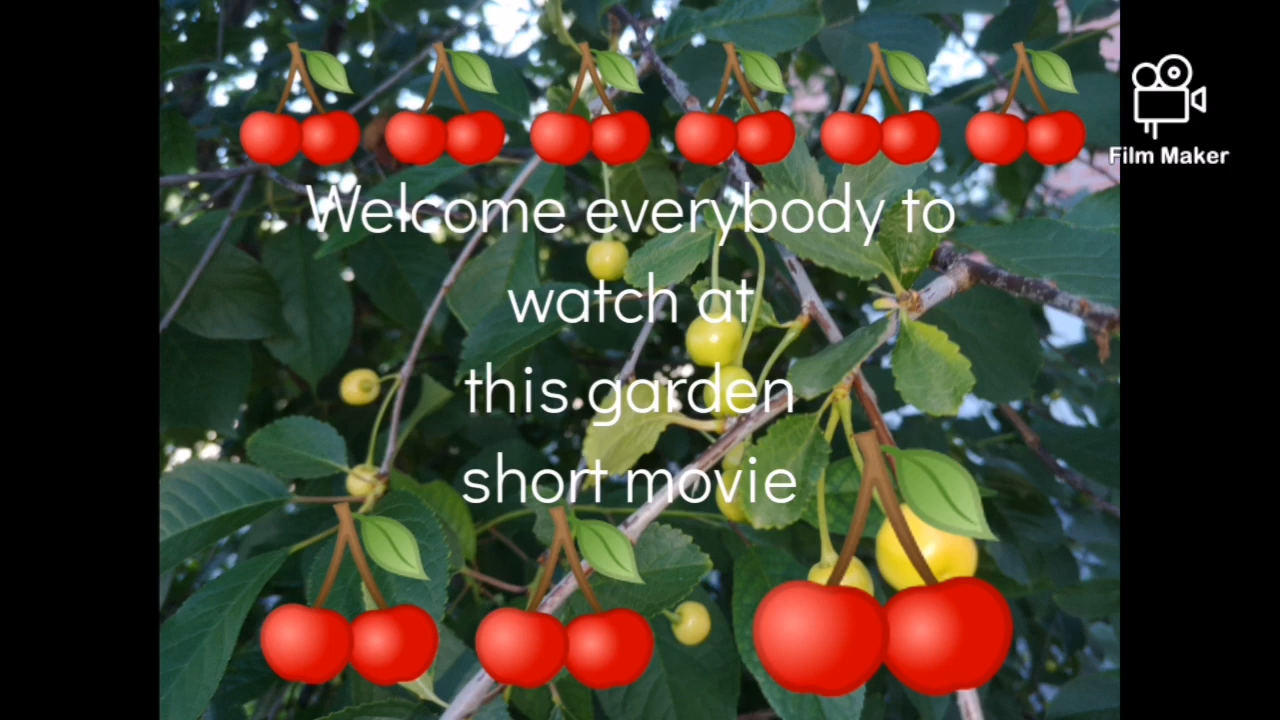 Film Maker
Welcome everybody to
watch at
this garden
short movie